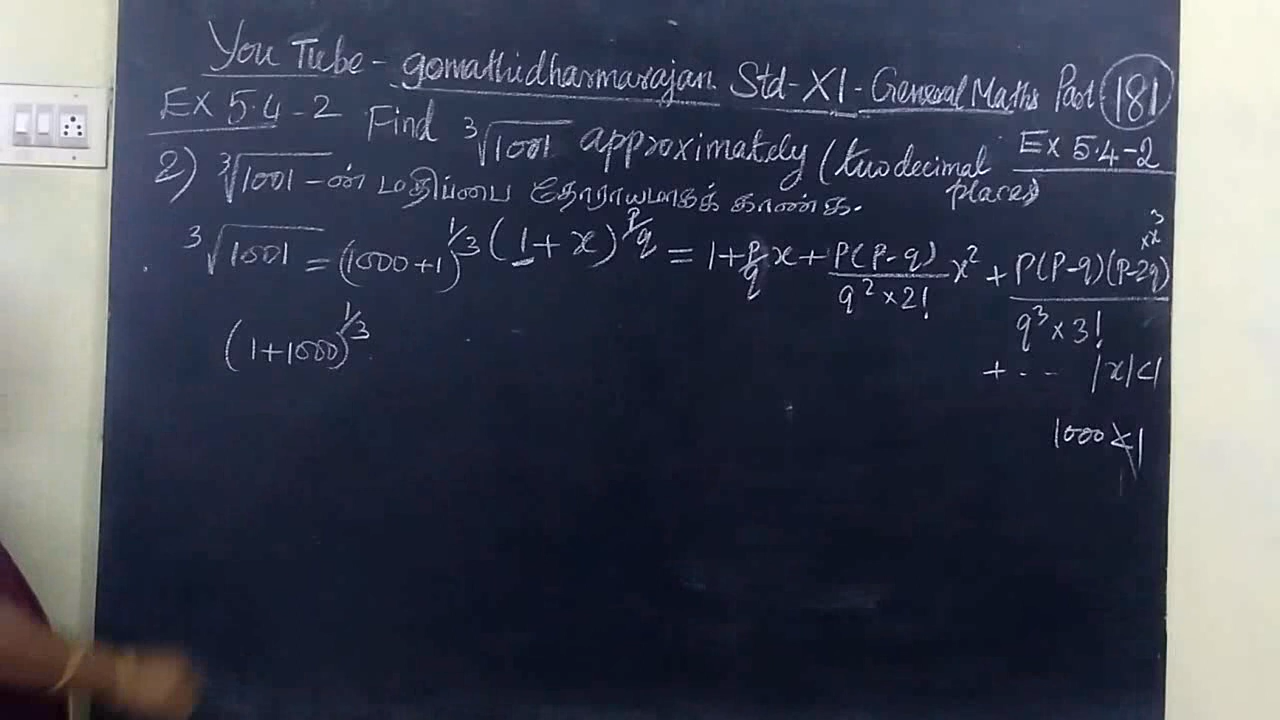 You Tube - gomathidharmarajan Std - XI - General Maths Part 181
Ex 5.4 - 2 Find ³√1001 approximately (two decimal places)
Ex 5.4 - 2
2) ³√1001 - ன் மதிப்பை தோராயமாகக் காண்க.
³√1001 = (1000+1)^1/3 (1+x)^p/q = 1 + p/q x + P(P-q)/q²×2! x² + P(P-q)(P-2q)/q³×3! × x³
+ ... |x|<1
(1+1000)^1/3
1000 ≮ 1